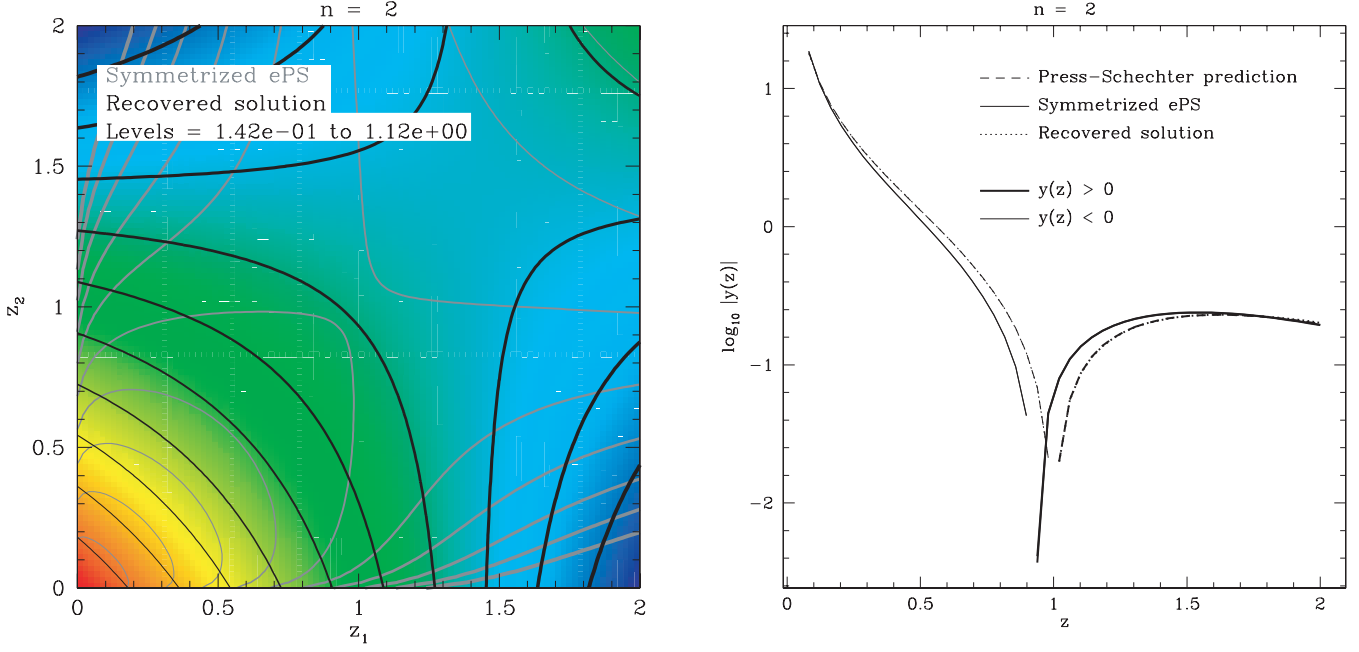 n = 2
2
1.5
1
0.5
0
z2
Symmetrized ePS
Recovered solution
Levels = 1.42e-01 to 1.12e+00
0 0.5 1 1.5 2
z1
n = 2
1
0
-1
-2
log10 |y(z)|
Press-Schechter prediction
Symmetrized ePS
Recovered solution
y(z) > 0
y(z) < 0
0 0.5 1 1.5 2
z